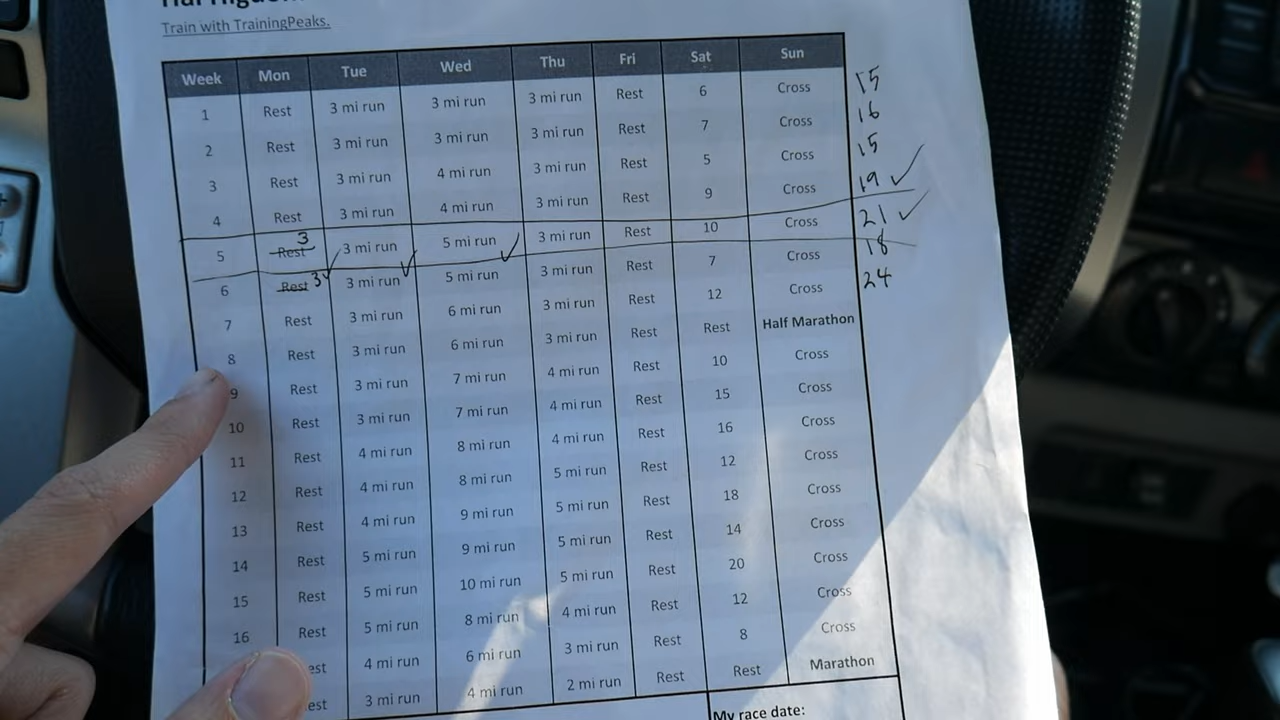 Train with TrainingPeaks.
Week Mon Tue Wed Thu Fri Sat Sun
1 Rest 3 mi run 3 mi run 3 mi run Rest 6 Cross 15
2 Rest 3 mi run 3 mi run 3 mi run Rest 7 Cross 16
3 Rest 3 mi run 4 mi run 3 mi run Rest 5 Cross 15
4 Rest 3 mi run 4 mi run 3 mi run Rest 9 Cross 19 ✓
5 Rest 3 ✓ 3 mi run ✓ 5 mi run ✓ 3 mi run Rest 10 Cross 21 ✓
6 Rest 3 3 mi run 5 mi run 3 mi run Rest 7 Cross 18
7 Rest 3 mi run 6 mi run 3 mi run Rest 12 Cross 24
8 Rest 3 mi run 6 mi run 3 mi run Rest Rest Half Marathon
9 Rest 3 mi run 7 mi run 4 mi run Rest 10 Cross
10 Rest 3 mi run 7 mi run 4 mi run Rest 15 Cross
11 Rest 4 mi run 8 mi run 4 mi run Rest 16 Cross
12 Rest 4 mi run 8 mi run 5 mi run Rest 12 Cross
13 Rest 4 mi run 9 mi run 5 mi run Rest 18 Cross
14 Rest 5 mi run 9 mi run 5 mi run Rest 14 Cross
15 Rest 5 mi run 10 mi run 5 mi run Rest 20 Cross
16 Rest 5 mi run 8 mi run 4 mi run Rest 12 Cross
est 4 mi run 6 mi run 3 mi run Rest 8 Cross
est 3 mi run 4 mi run 2 mi run Rest Rest Marathon
My race date: